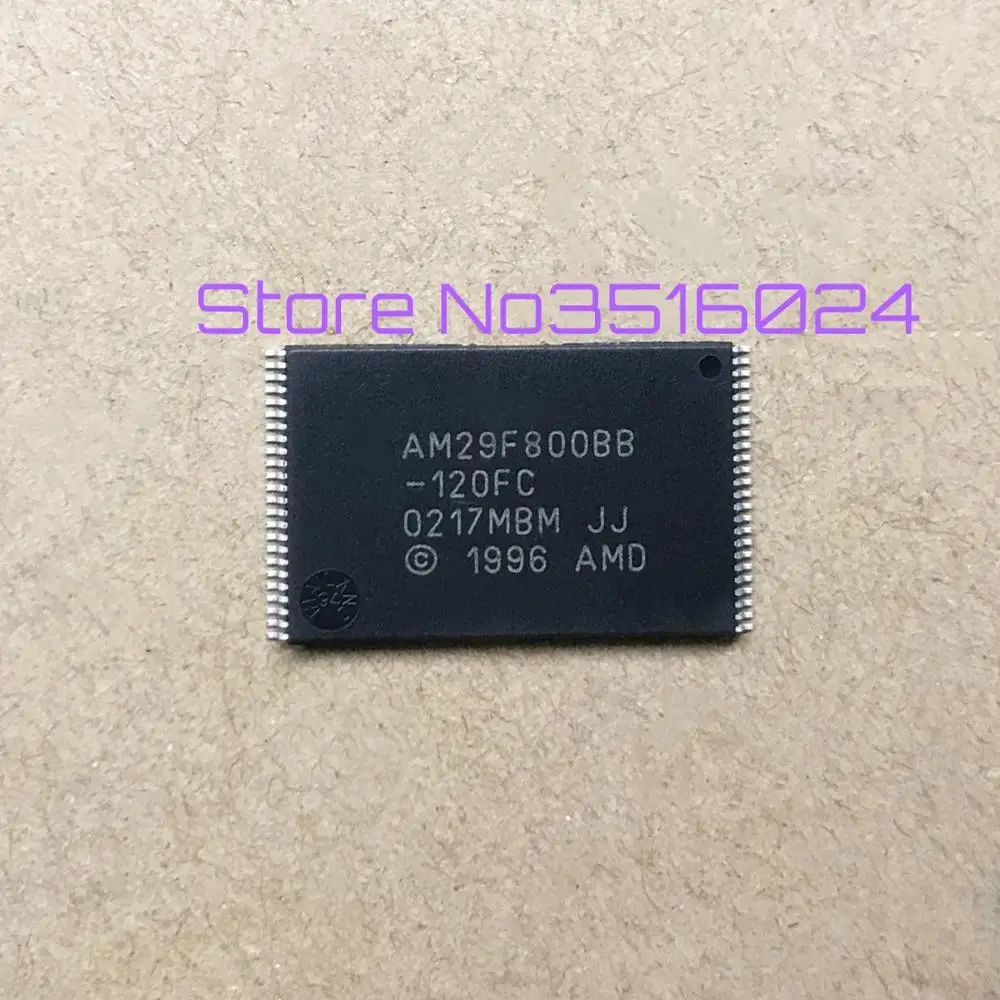 Store No3516024
AM29F800BB
-120FC
0217MBM JJ
© 1996 AMD